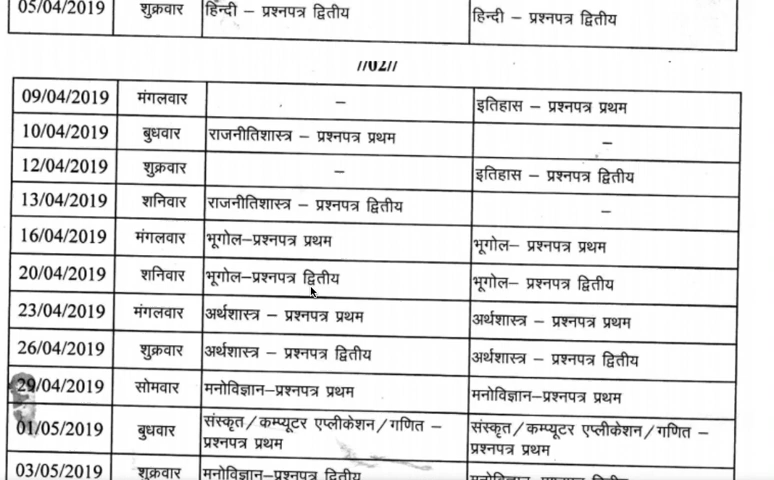 05/04/2019 शुक्रवार हिन्दी – प्रश्नपत्र द्वितीय हिन्दी – प्रश्नपत्र द्वितीय
//02//
09/04/2019 मंगलवार – इतिहास – प्रश्नपत्र प्रथम
10/04/2019 बुधवार राजनीतिशास्त्र – प्रश्नपत्र प्रथम –
12/04/2019 शुक्रवार – इतिहास – प्रश्नपत्र द्वितीय
13/04/2019 शनिवार राजनीतिशास्त्र – प्रश्नपत्र द्वितीय –
16/04/2019 मंगलवार भूगोल–प्रश्नपत्र प्रथम भूगोल– प्रश्नपत्र प्रथम
20/04/2019 शनिवार भूगोल–प्रश्नपत्र द्वितीय भूगोल– प्रश्नपत्र द्वितीय
23/04/2019 मंगलवार अर्थशास्त्र – प्रश्नपत्र प्रथम अर्थशास्त्र – प्रश्नपत्र प्रथम
26/04/2019 शुक्रवार अर्थशास्त्र – प्रश्नपत्र द्वितीय अर्थशास्त्र – प्रश्नपत्र द्वितीय
29/04/2019 सोमवार मनोविज्ञान–प्रश्नपत्र प्रथम मनोविज्ञान–प्रश्नपत्र प्रथम
01/05/2019 बुधवार संस्कृत/कम्प्यूटर एप्लीकेशन/गणित – संस्कृत/कम्प्यूटर एप्लीकेशन/गणित –
प्रश्नपत्र प्रथम प्रश्नपत्र प्रथम
03/05/2019 शुक्रवार मनोविज्ञान–प्रश्नपत्र द्वितीय